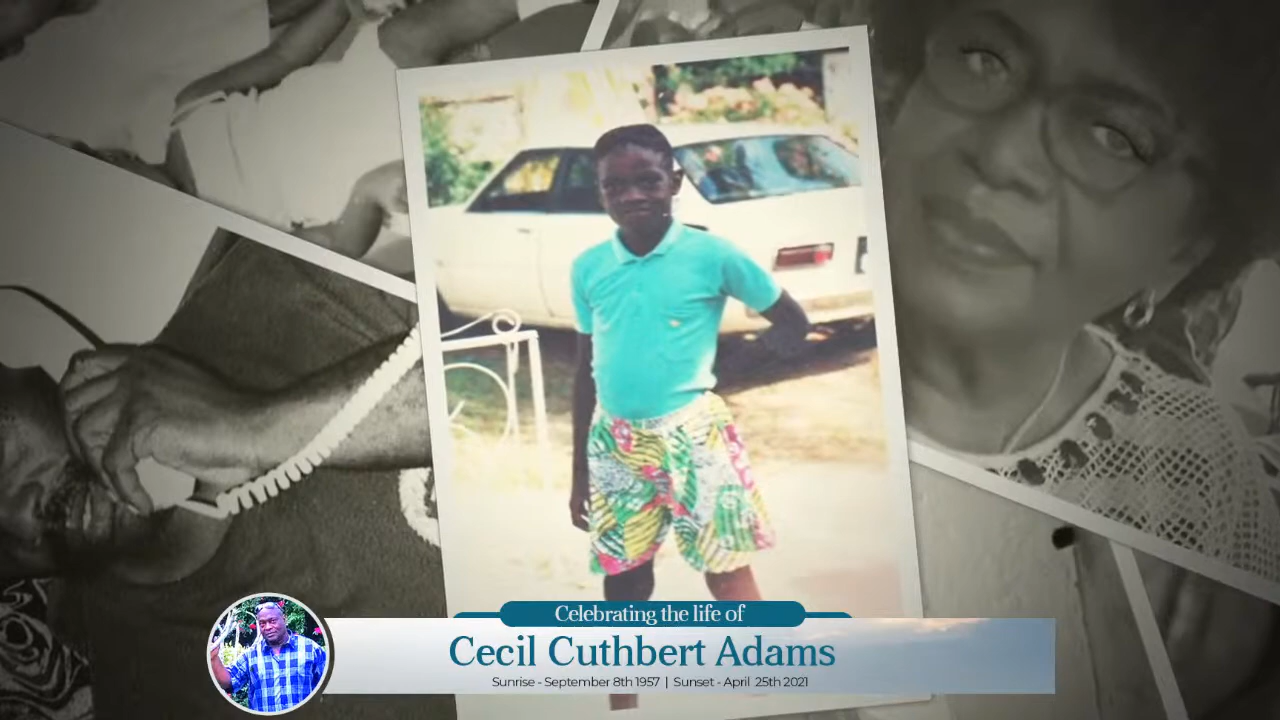 Celebrating the life of
Cecil Cuthbert Adams
Sunrise - September 8th 1957 | Sunset - April 25th 2021